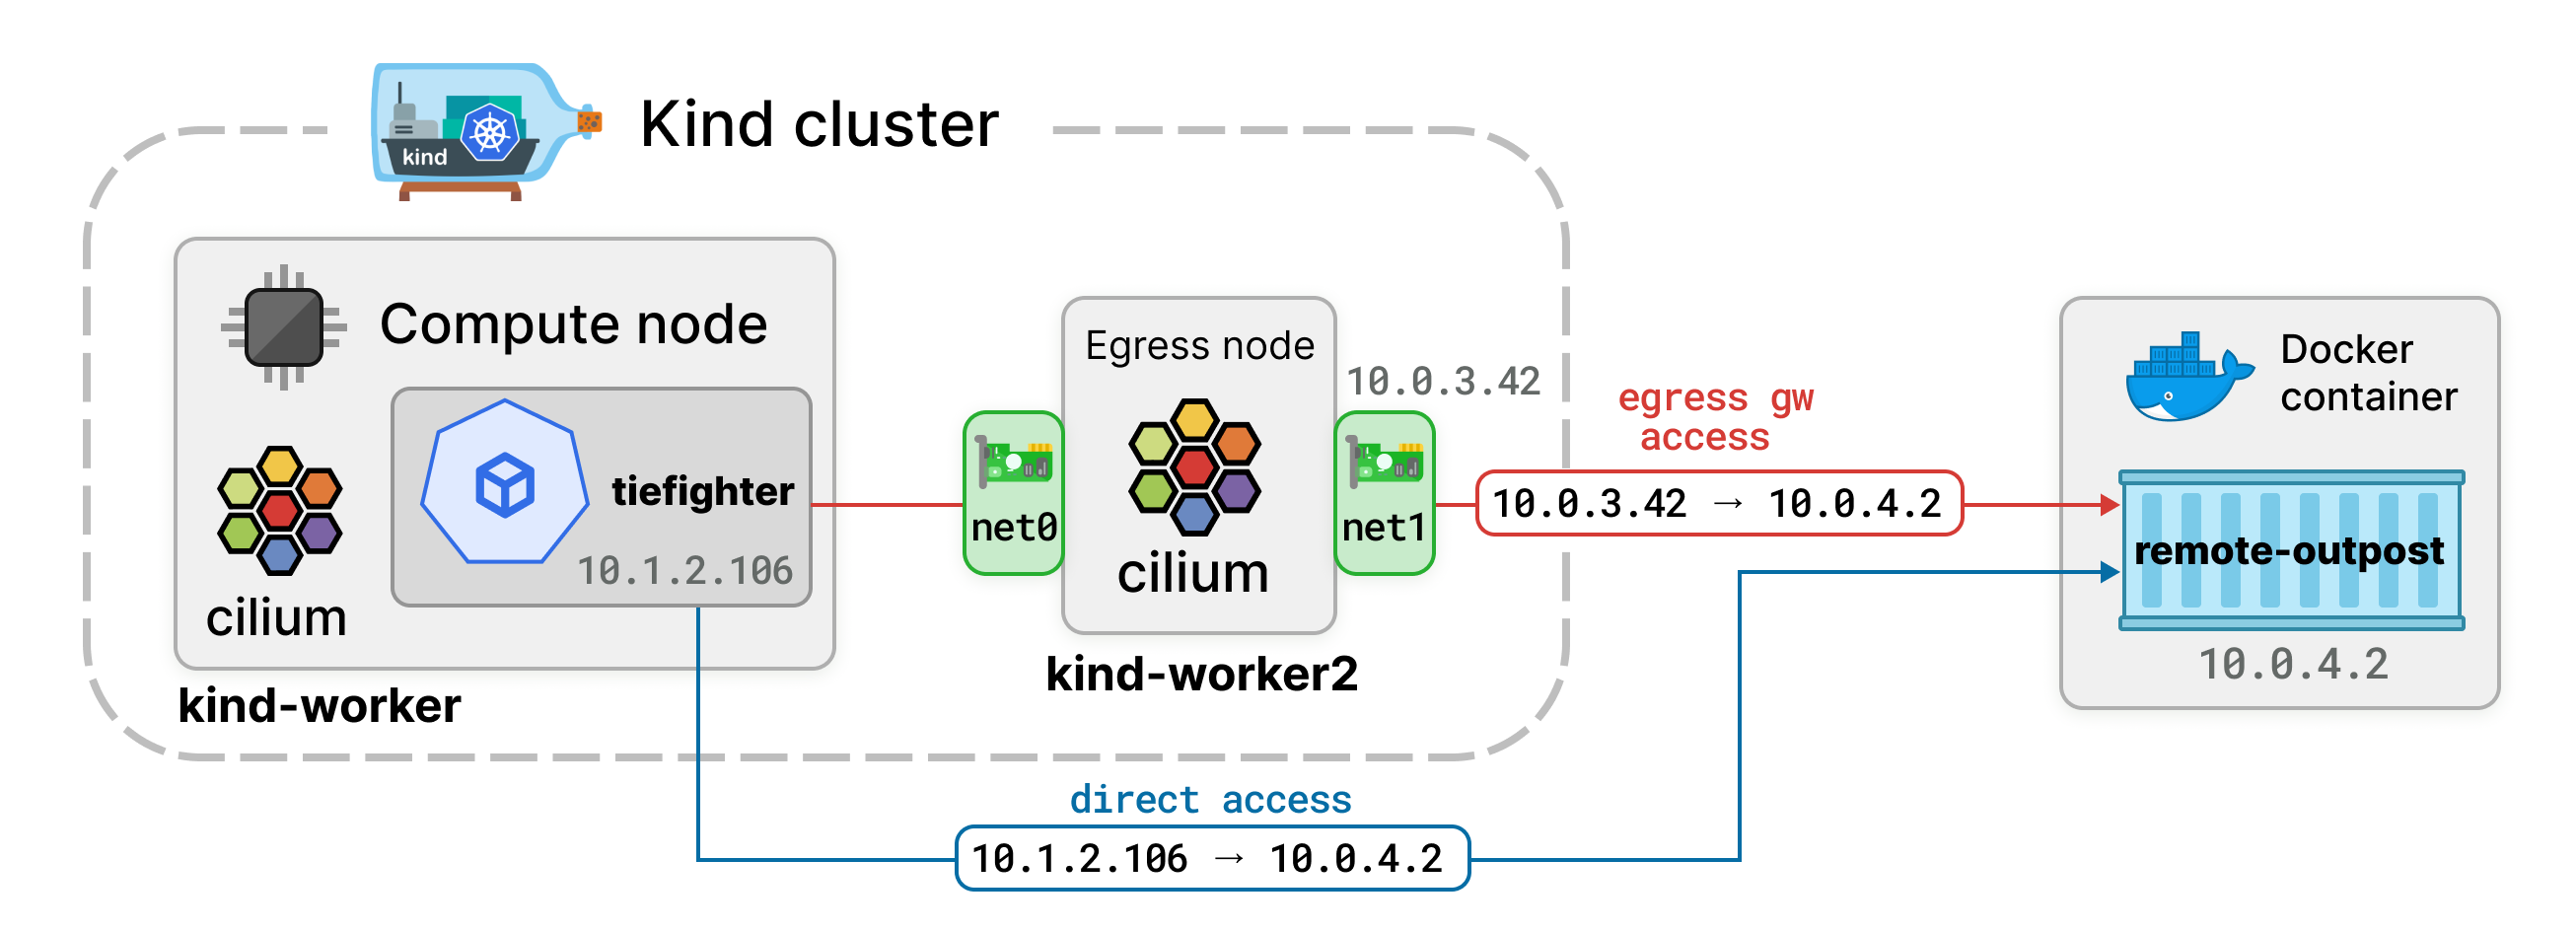 Kind cluster
kind
Compute node
tiefighter
10.1.2.106
cilium
kind-worker
Egress node
net0
cilium
10.0.3.42
net1
kind-worker2
egress gw
access
10.0.3.42 → 10.0.4.2
direct access
10.1.2.106 → 10.0.4.2
Docker
container
remote-outpost
10.0.4.2